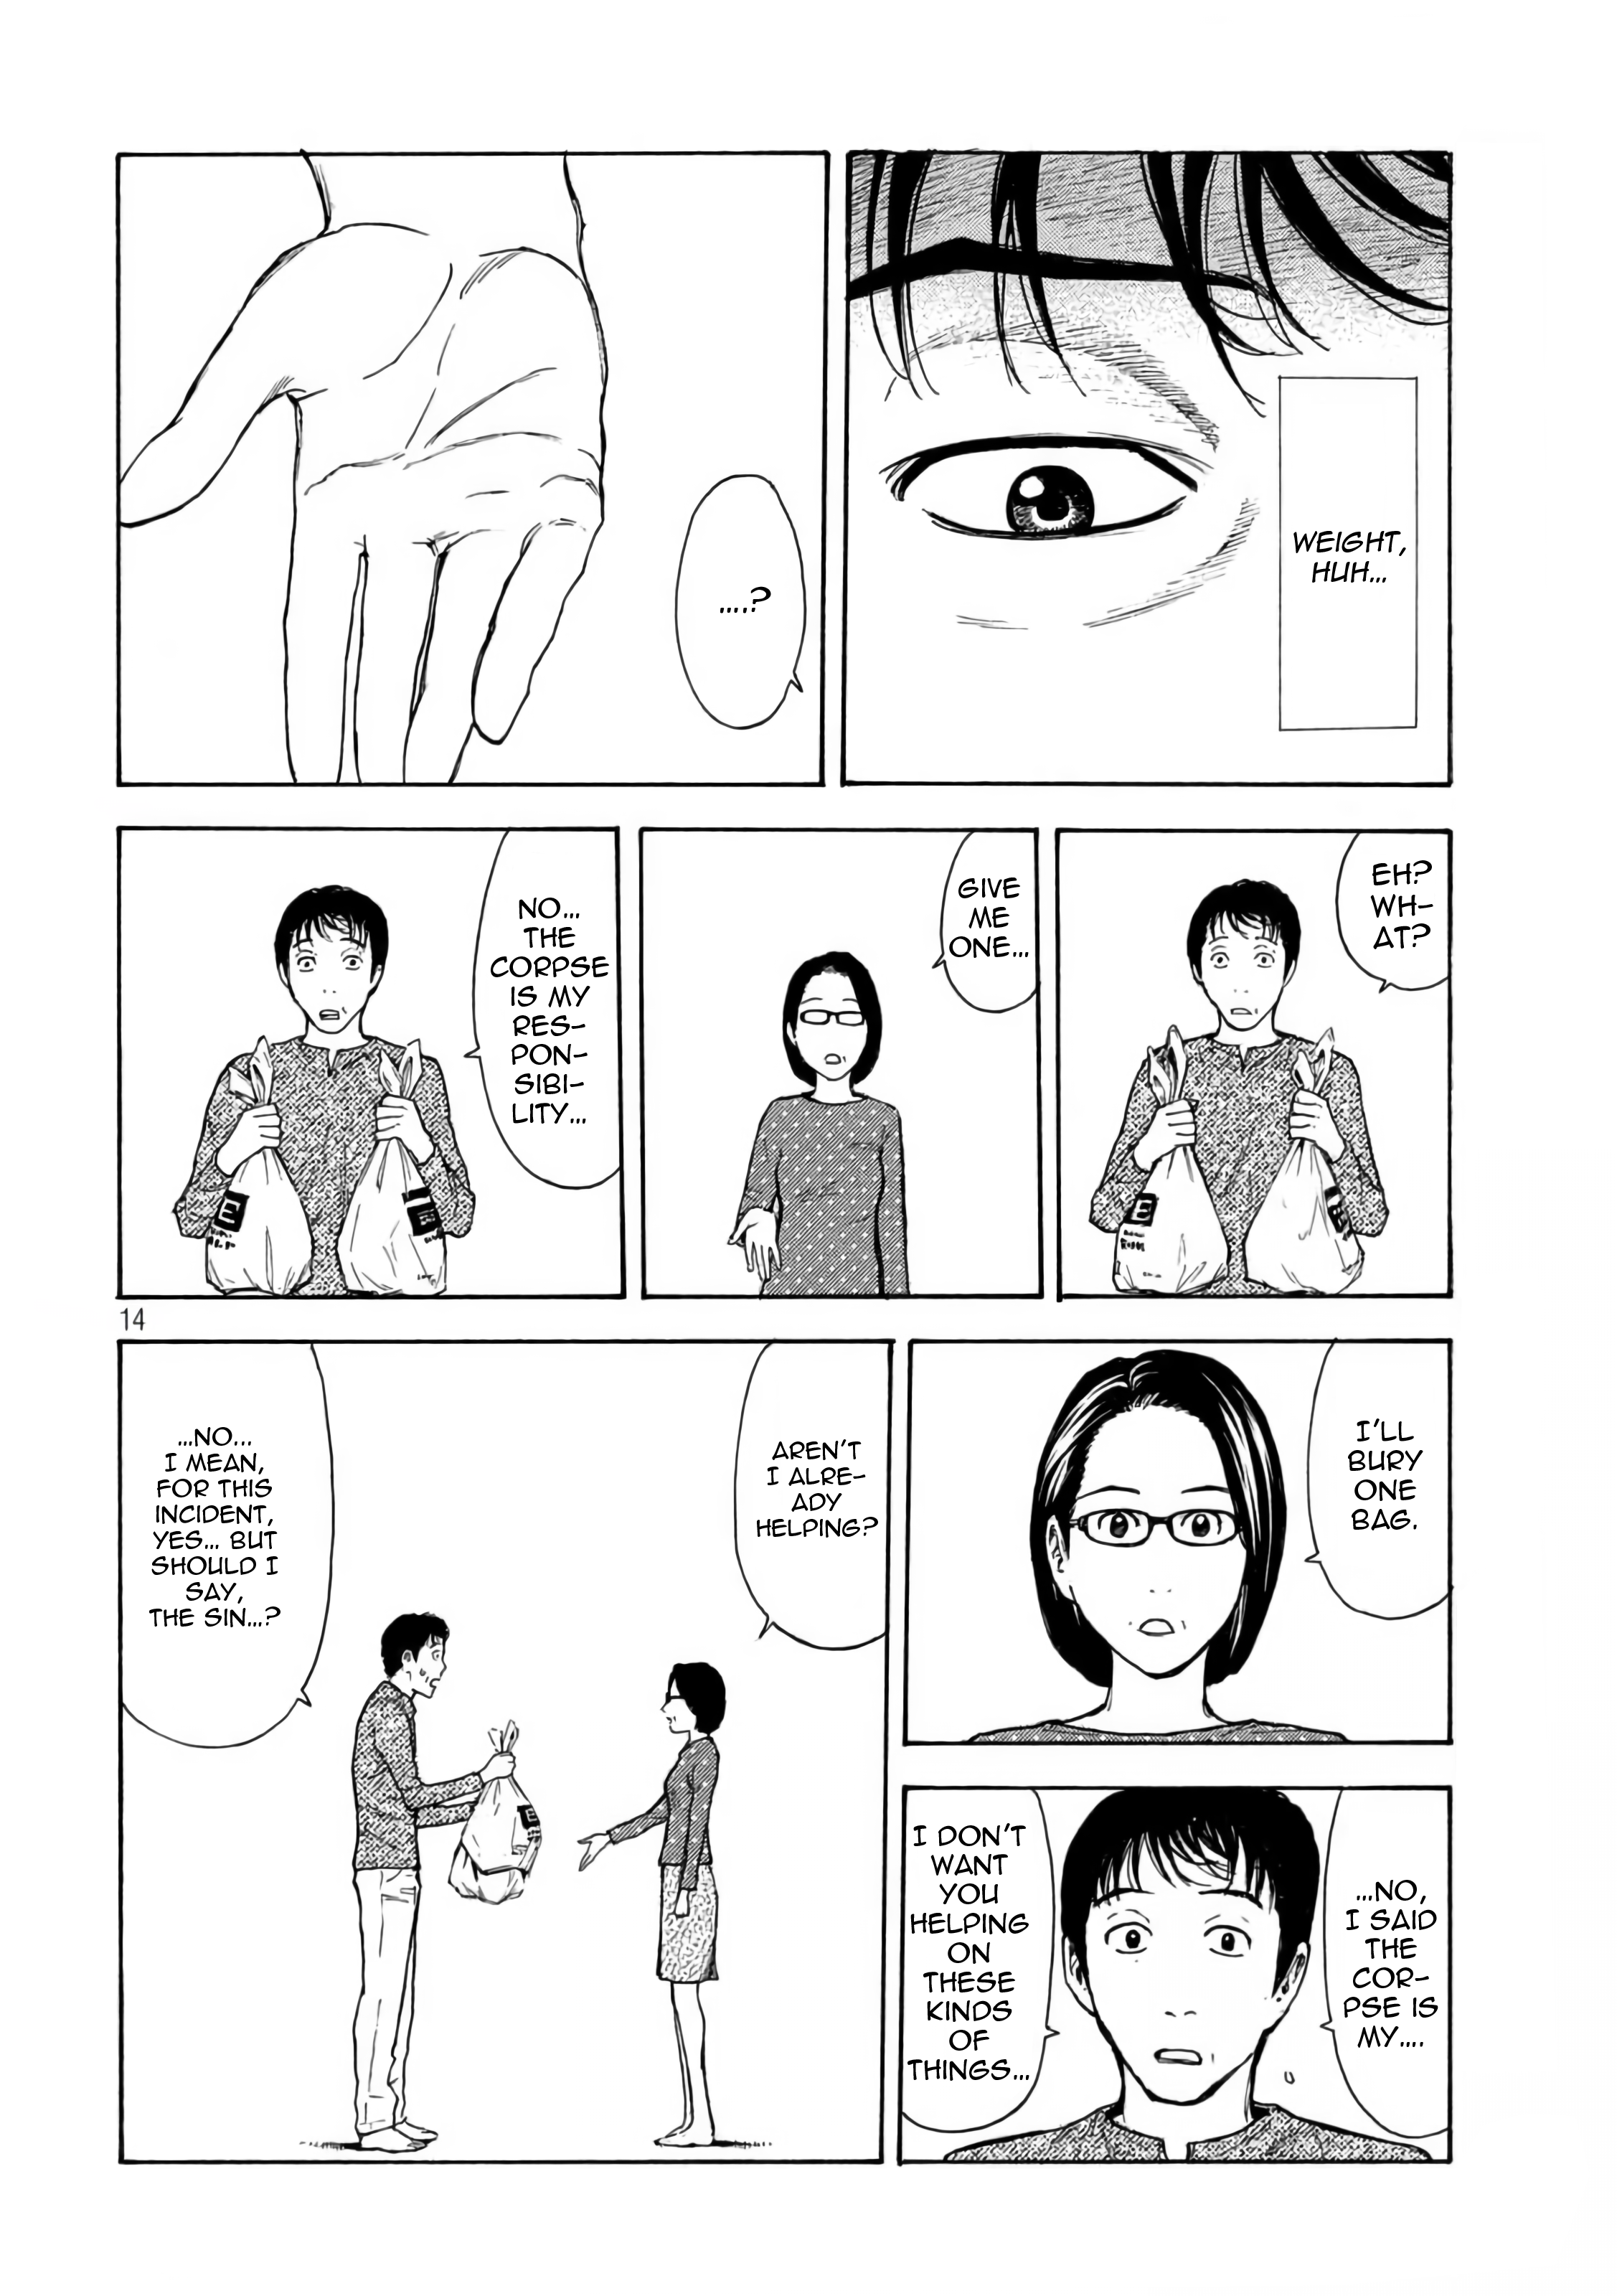 WEIGHT,
HUH...
....?
EH?
WH-
AT?
GIVE
ME
ONE...
NO...
THE
CORPSE
IS MY
RES-
PON-
SIBI-
LITY...
14
I'LL
BURY
ONE
BAG.
...NO,
I SAID
THE
COR-
PSE IS
MY....
I DON'T
WANT
YOU
HELPING
ON
THESE
KINDS
OF
THINGS...
AREN'T
I ALRE-
ADY
HELPING?
...NO...
I MEAN,
FOR THIS
INCIDENT,
YES... BUT
SHOULD I
SAY,
THE SIN...?